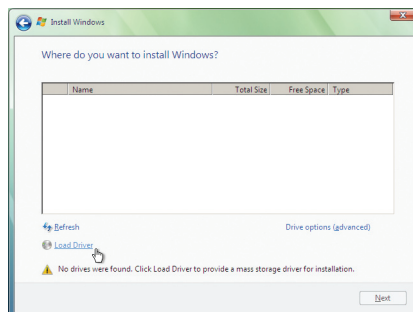 Install Windows
Where do you want to install Windows?
Name Total Size Free Space Type
Refresh Drive options (advanced)
Load Driver
No drives were found. Click Load Driver to provide a mass storage driver for installation.
Next